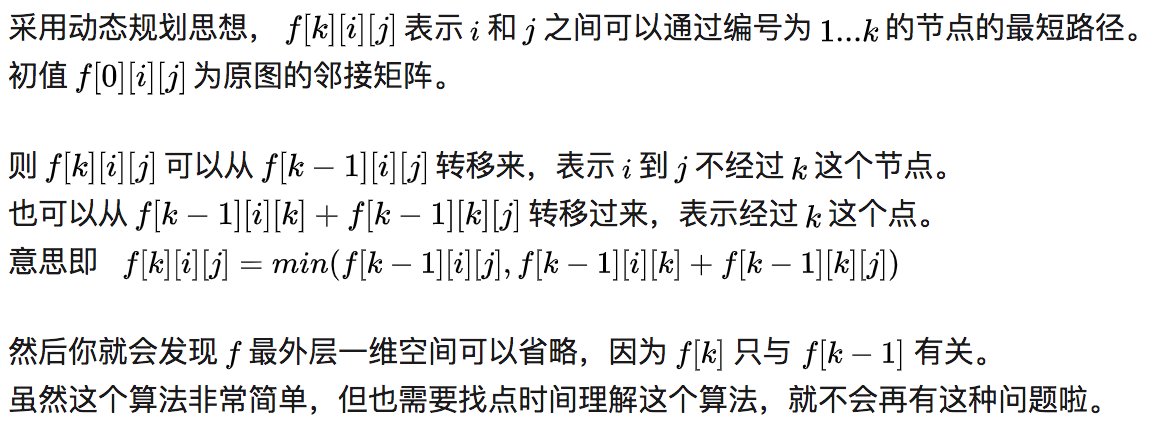 采用动态规划思想， f[k][i][j] 表示 i 和 j 之间可以通过编号为 1...k 的节点的最短路径。
初值 f[0][i][j] 为原图的邻接矩阵。
则 f[k][i][j] 可以从 f[k − 1][i][j] 转移来，表示 i 到 j 不经过 k 这个节点。
也可以从 f[k − 1][i][k] + f[k − 1][k][j] 转移过来，表示经过 k 这个点。
意思即 f[k][i][j] = min(f[k − 1][i][j], f[k − 1][i][k] + f[k − 1][k][j])
然后你就会发现 f 最外层一维空间可以省略，因为 f[k] 只与 f[k − 1] 有关。
虽然这个算法非常简单，但也需要找点时间理解这个算法，就不会再有这种问题啦。